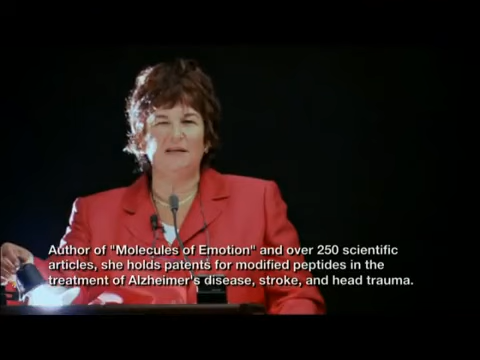 Author of "Molecules of Emotion" and over 250 scientific
articles, she holds patents for modified peptides in the
treatment of Alzheimer's disease, stroke, and head trauma.